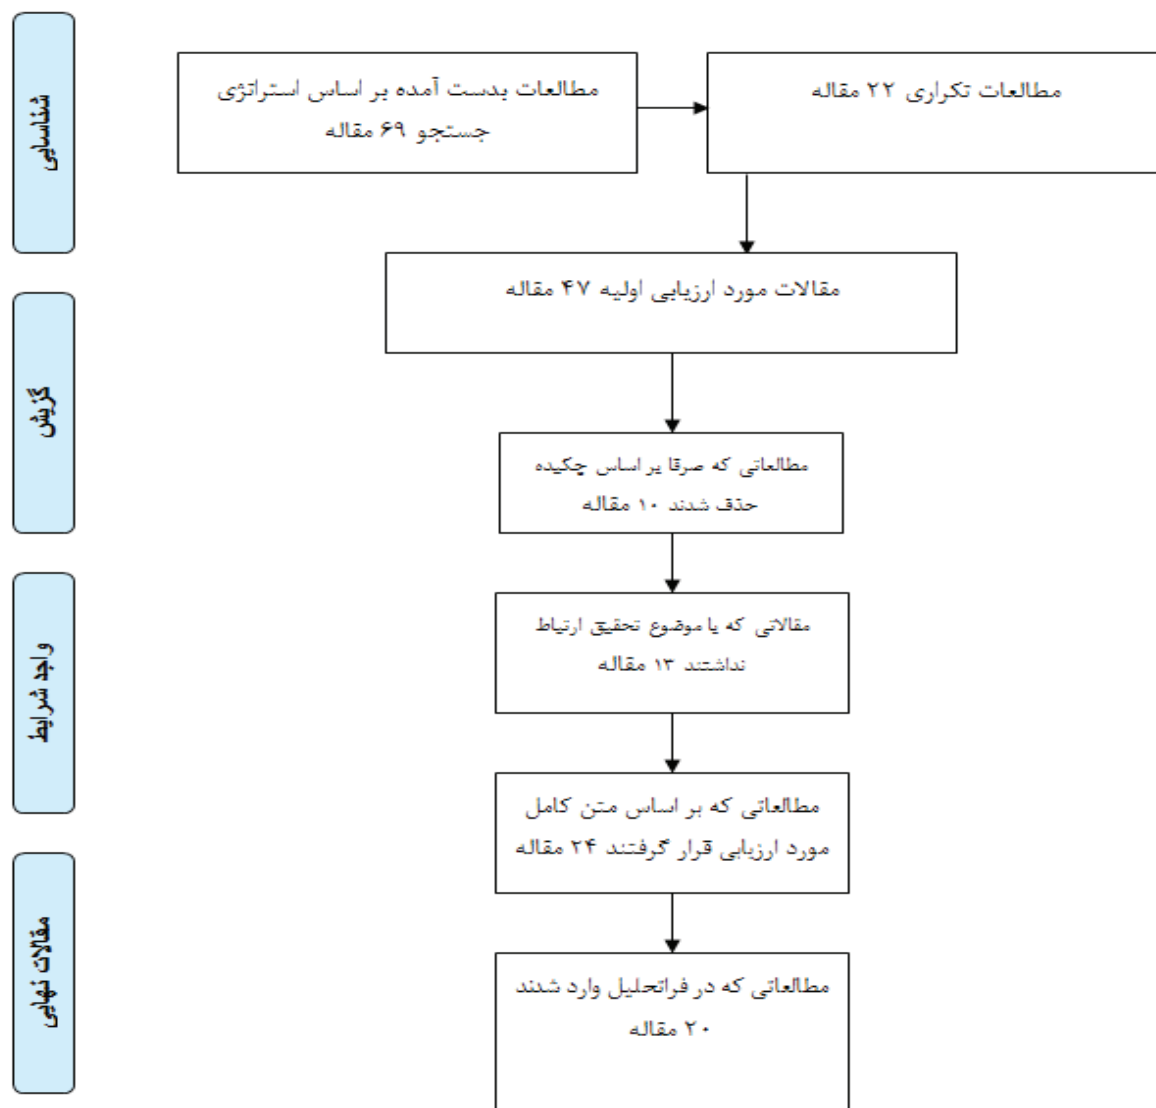 شناسایی
مطالعات بدست آمده بر اساس استراتژی
جستجو ۶۹ مقاله
مطالعات تکراری ۲۲ مقاله
مقالات مورد ارزیابی اولیه ۴۷ مقاله
گزینش
مطالعاتی که صرفا بر اساس چکیده
حذف شدند ۱۰ مقاله
واجد شرایط
مقالاتی که با موضوع تحقیق ارتباط
نداشتند ۱۳ مقاله
مطالعاتی که بر اساس متن کامل
مورد ارزیابی قرار گرفتند ۲۴ مقاله
مقالات نهایی
مطالعاتی که در فراتحلیل وارد شدند
۲۰ مقاله